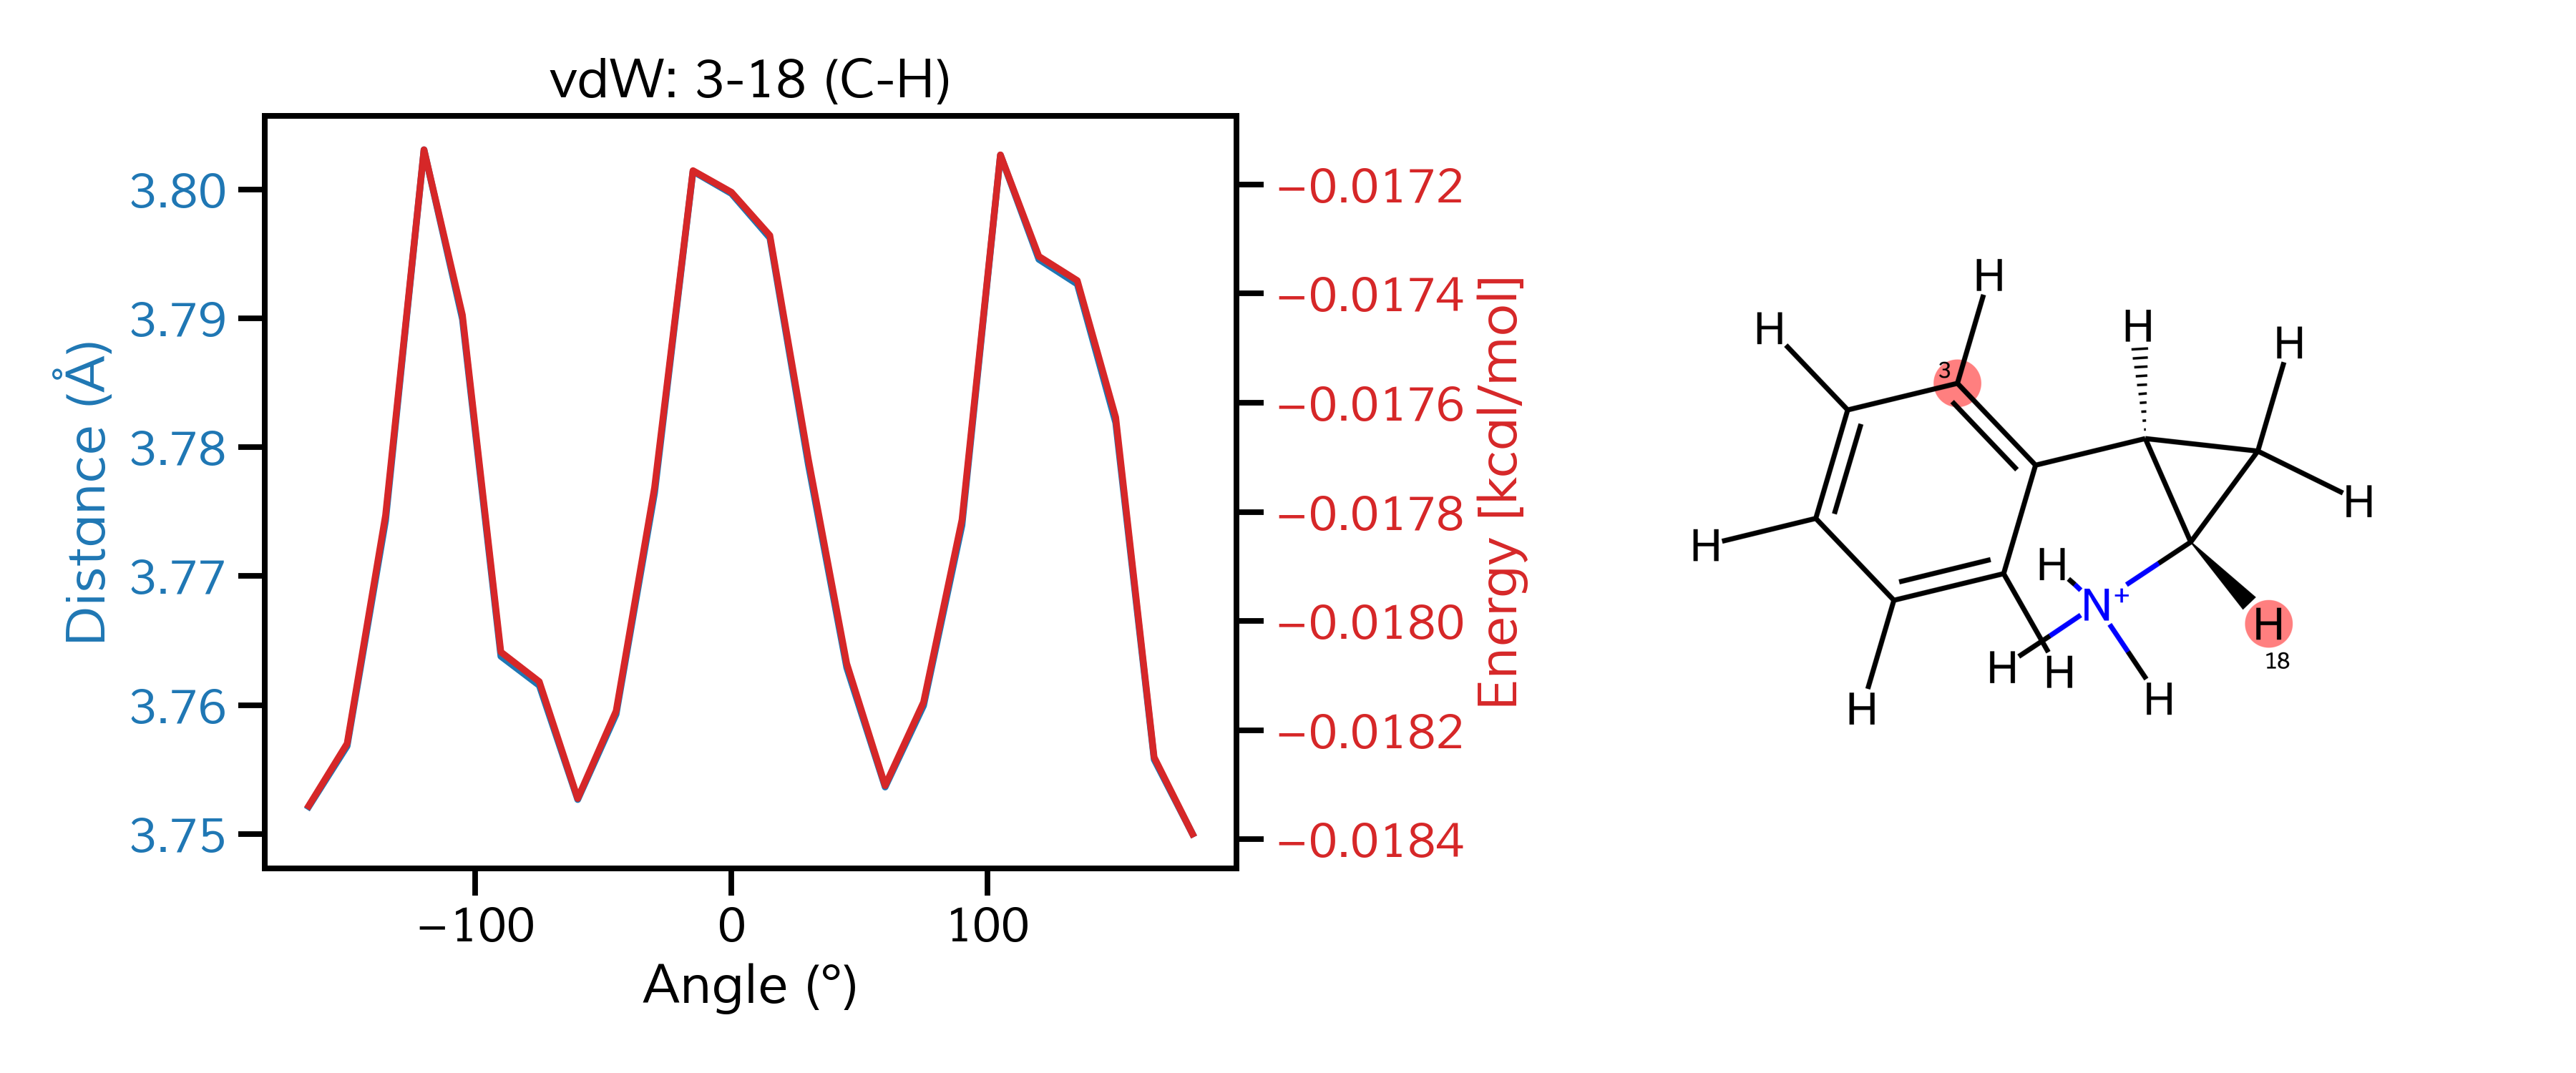 vdW: 3-18 (C-H)
Distance (Å)
3.80
3.79
3.78
3.77
3.76
3.75
−100
0
100
Angle (°)
−0.0172
−0.0174
−0.0176
−0.0178
−0.0180
−0.0182
−0.0184
Energy [kcal/mol]
H
H
H
H
3
H
H
H
N+
H
H
18
H
H
H
H